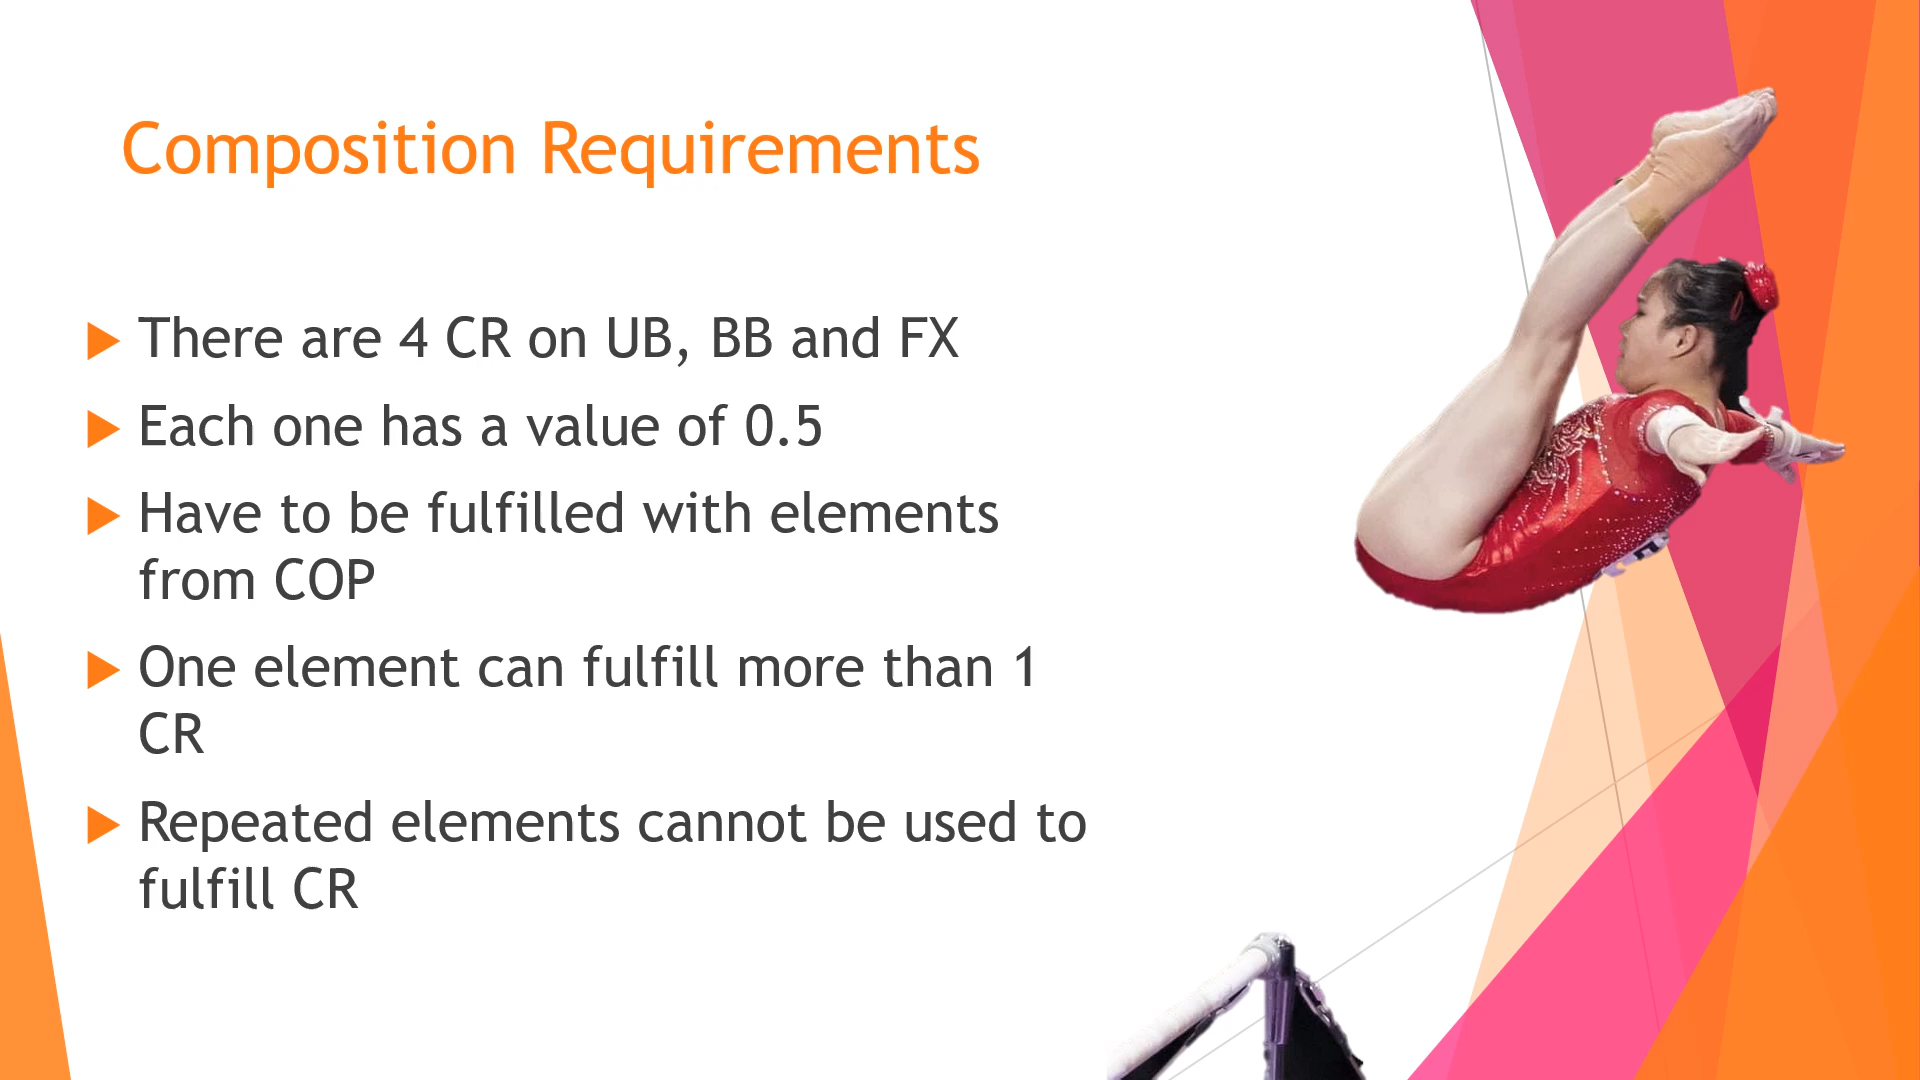 Composition Requirements
There are 4 CR on UB, BB and FX
Each one has a value of 0.5
Have to be fulfilled with elements
from COP
One element can fulfill more than 1
CR
Repeated elements cannot be used to
fulfill CR